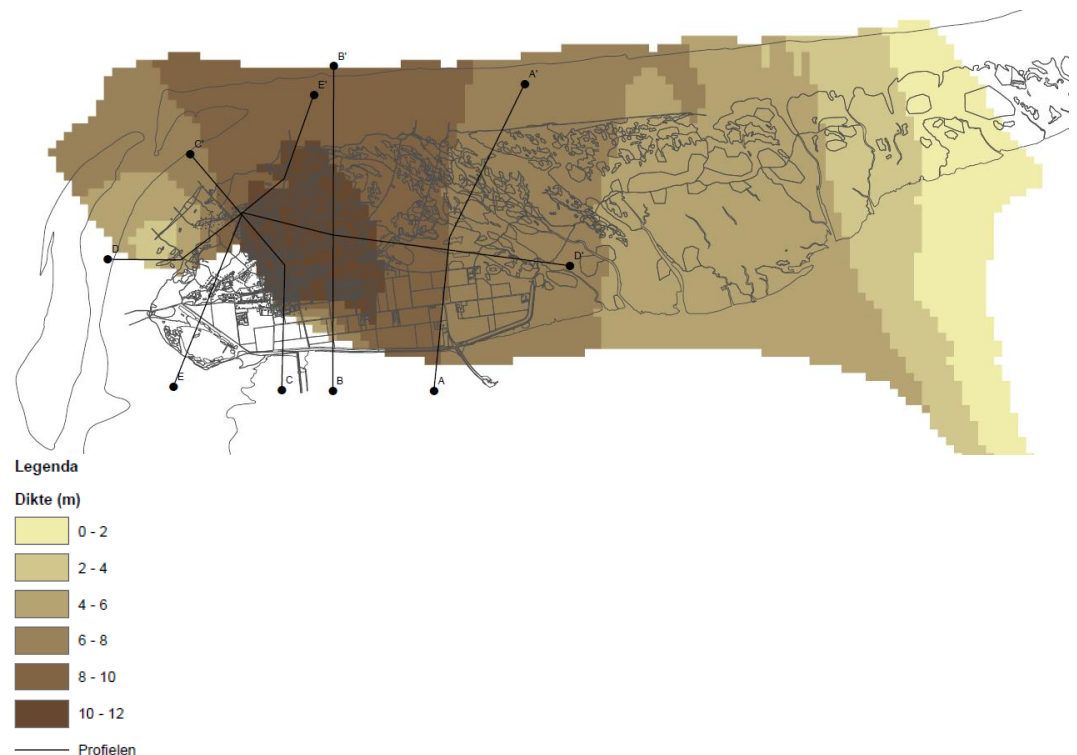 B'
A'
E'
C'
D
D'
E
C
B
A
Legenda
Dikte (m)
0 - 2
2 - 4
4 - 6
6 - 8
8 - 10
10 - 12
Profielen